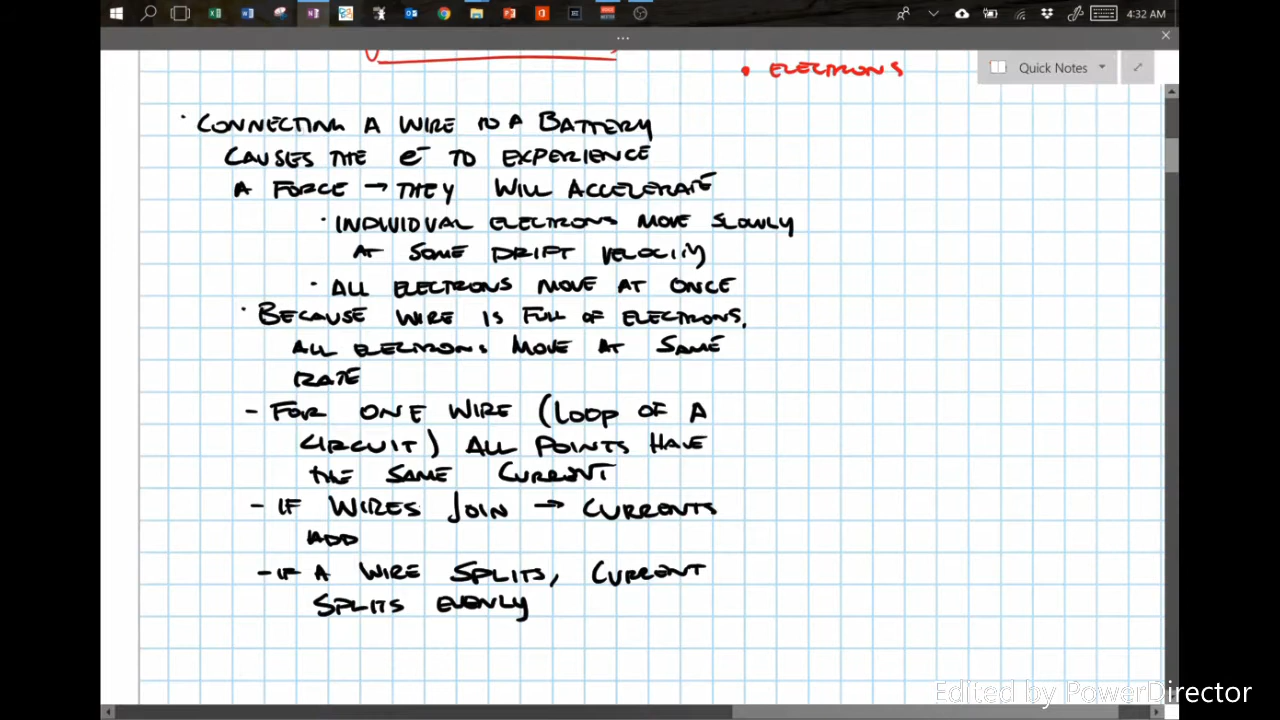 4:32 AM
Quick Notes
• ELECTRONS
· CONNECTING A WIRE TO A BATTERY
CAUSES THE e⁻ TO EXPERIENCE
A FORCE → THEY WILL ACCELERATE
· INDIVIDUAL ELECTRONS MOVE SLOWLY
AT SOME DRIFT VELOCITY
· ALL ELECTRONS MOVE AT ONCE
· BECAUSE WIRE IS FULL OF ELECTRONS,
ALL ELECTRONS MOVE AT SAME
RATE
- FOR ONE WIRE (LOOP OF A
CIRCUIT) ALL POINTS HAVE
THE SAME CURRENT
- IF WIRES JOIN → CURRENTS
ADD
- IF A WIRE SPLITS, CURRENT
SPLITS EVENLY
Edited by PowerDirector